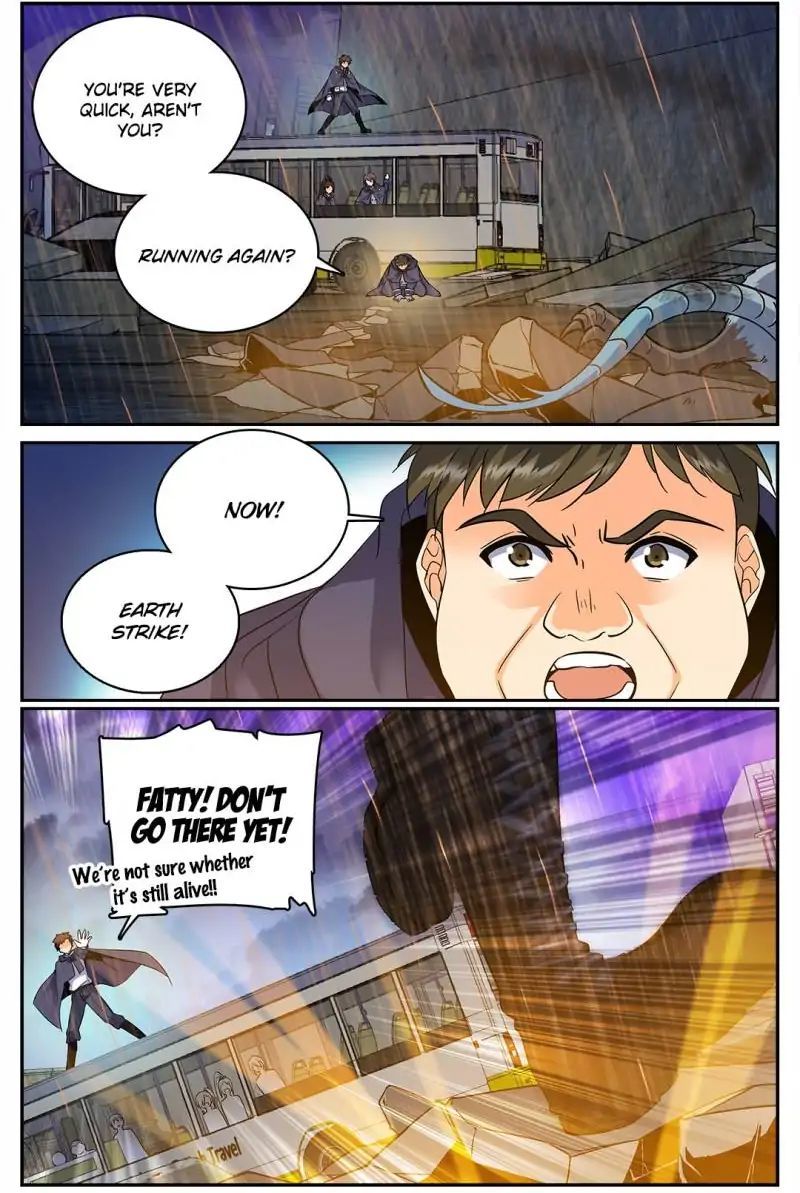 YOU'RE VERY
QUICK, AREN'T
YOU?
RUNNING AGAIN?
NOW!
EARTH
STRIKE!
FATTY! DON'T
GO THERE YET!
We're not sure whether
it's still alive!!
Travel